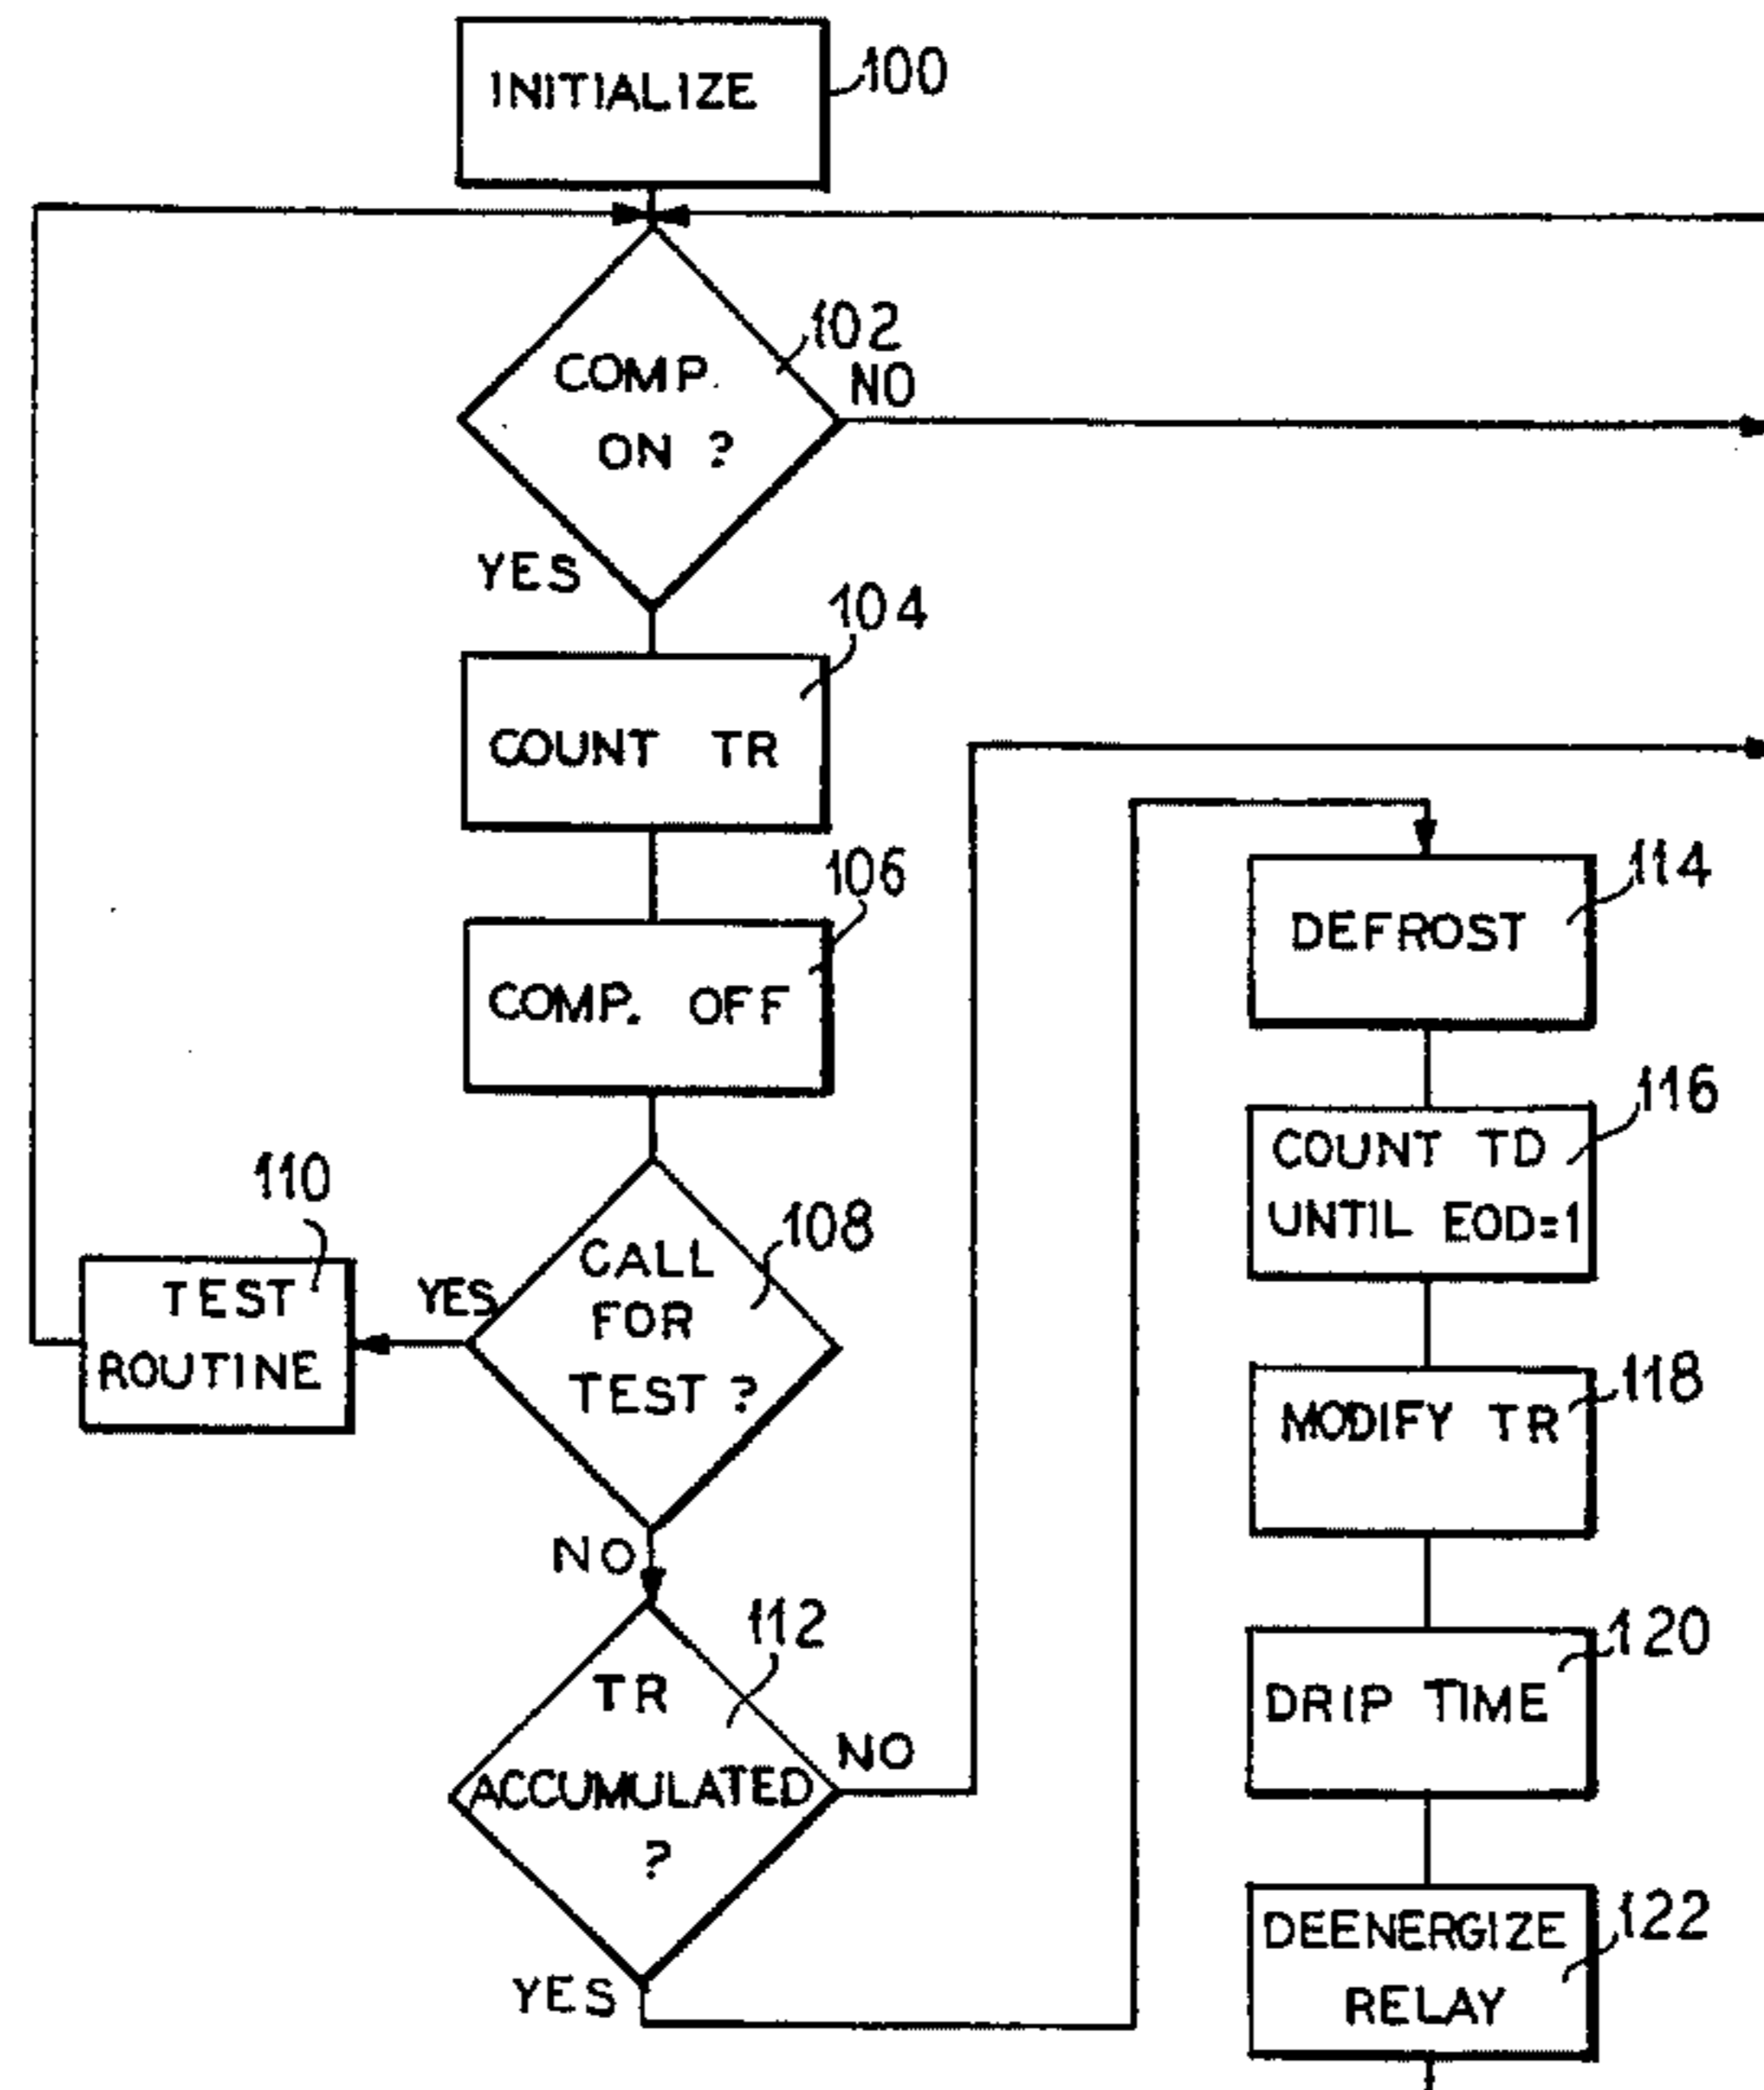 INITIALIZE
100
COMP.
ON ?
102
NO
YES
104
COUNT TR
106
COMP. OFF
108
CALL
FOR
TEST ?
YES
110
TEST
ROUTINE
NO
112
TR
ACCUMULATED
?
NO
YES
114
DEFROST
116
COUNT TD
UNTIL EOD=1
118
MODIFY TR
120
DRIP TIME
122
DEENERGIZE
RELAY